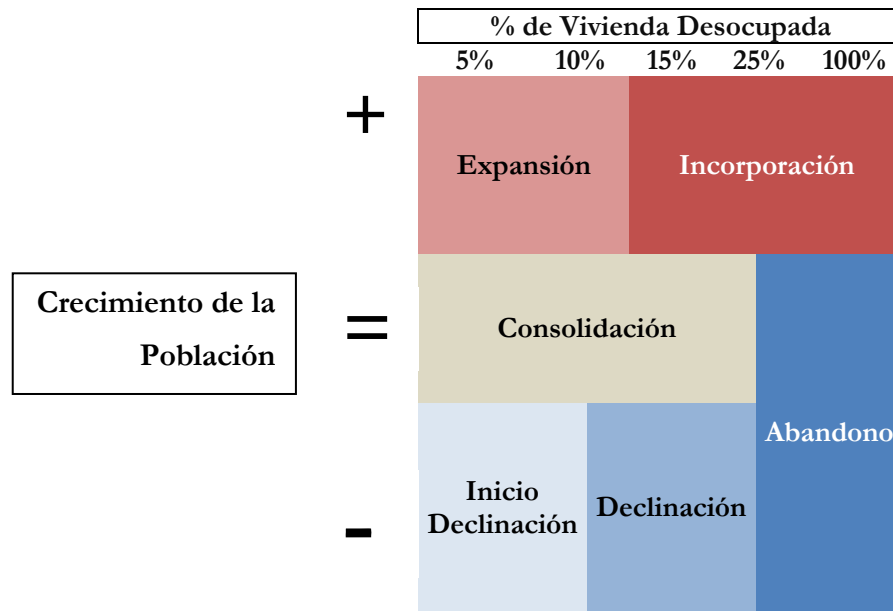 % de Vivienda Desocupada
5% 10% 15% 25% 100%
+
Expansión Incorporación
Crecimiento de la
Población
=
Consolidación
Abandono
Inicio
Declinación
Declinación
-